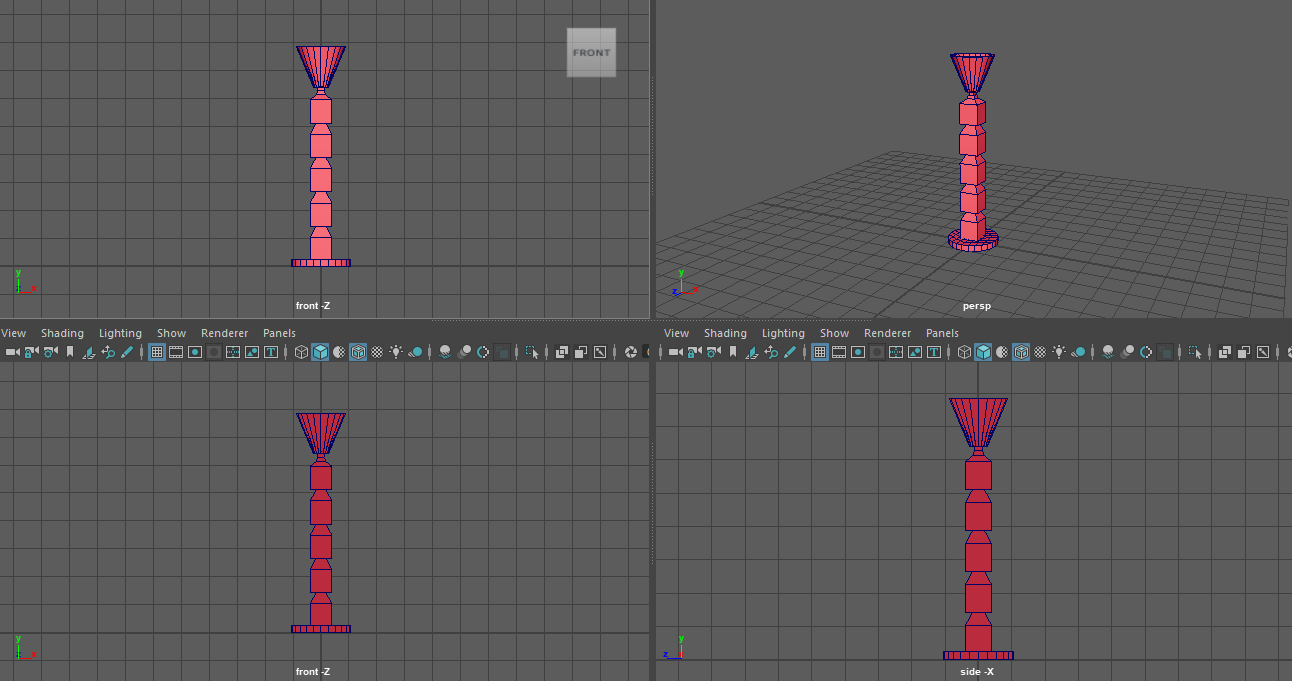 FRONT
y
x
front -Z
y
z
x
persp
View Shading Lighting Show Renderer Panels
View Shading Lighting Show Renderer Panels
y
x
front -Z
y
z
side -X